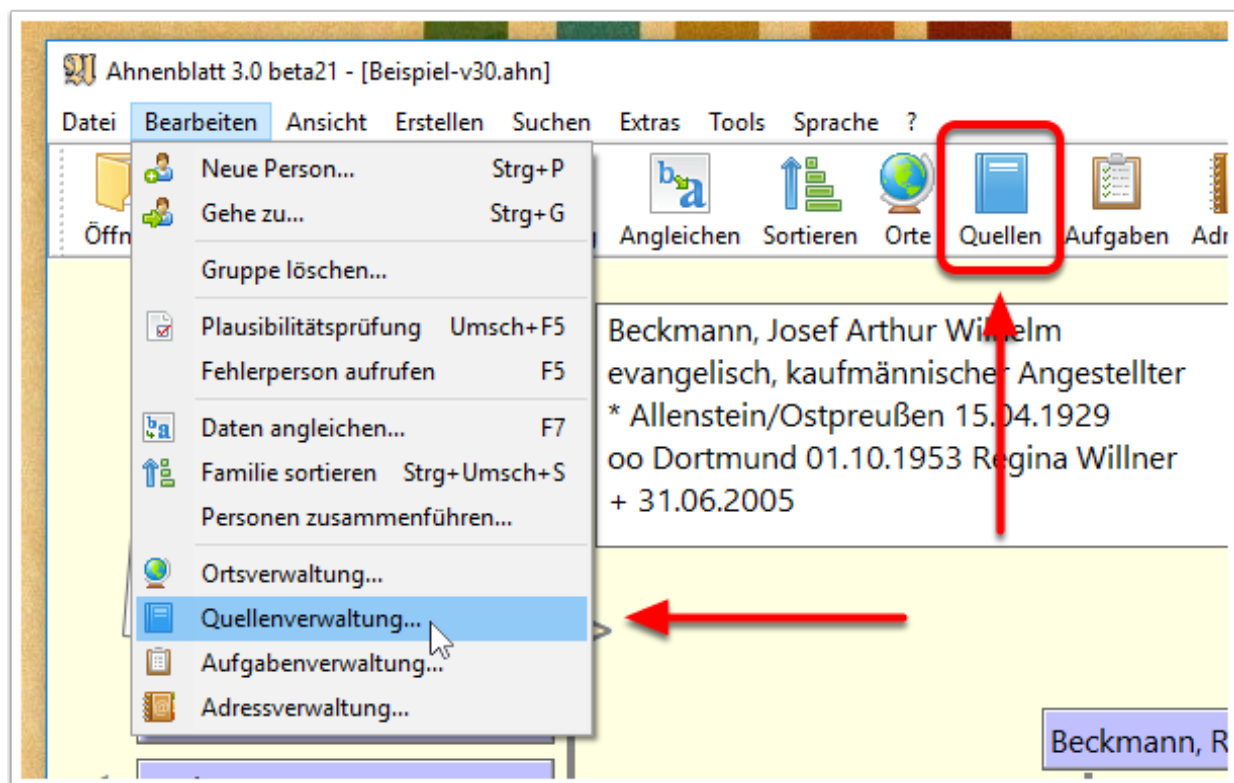 Ahnenblatt 3.0 beta21 - [Beispiel-v30.ahn]
Datei Bearbeiten Ansicht Erstellen Suchen Extras Tools Sprache ?
Angleichen Sortieren Orte Quellen Aufgaben
Neue Person... Strg+P
Gehe zu... Strg+G
Gruppe löschen...
Plausibilitätsprüfung Umsch+F5
Fehlerperson aufrufen F5
Daten angleichen... F7
Familie sortieren Strg+Umsch+S
Personen zusammenführen...
Ortsverwaltung...
Quellenverwaltung...
Aufgabenverwaltung...
Adressverwaltung...
Beckmann, Josef Arthur Wilhelm
evangelisch, kaufmännischer Angestellter
* Allenstein/Ostpreußen 15.04.1929
oo Dortmund 01.10.1953 Regina Willner
+ 31.06.2005
Beckmann, R